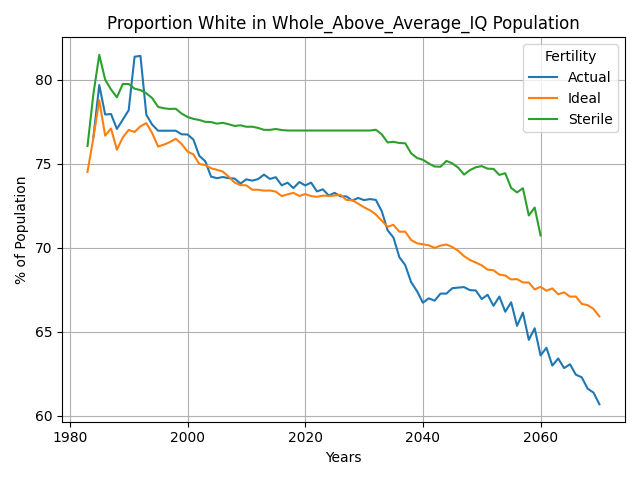 Proportion White in Whole_Above_Average_IQ Population
Fertility
Actual
Ideal
Sterile
% of Population
80
75
70
65
60
1980
2000
2020
2040
2060
Years